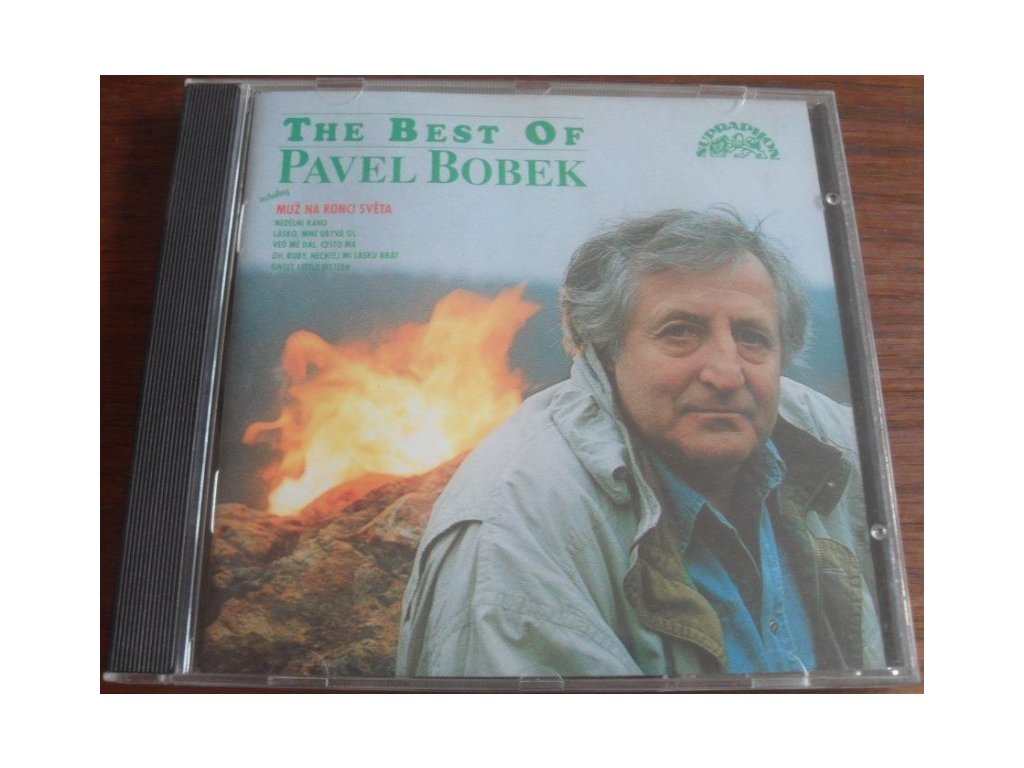 THE BEST OF
PAVEL BOBEK
SUPRAPHON
Including
MUŽ NA KONCI SVĚTA
NEDĚLNÍ RÁNO
LÁSKO, MNĚ UBÝVÁ SIL
VEĎ MĚ DÁL, CESTO MÁ
OH, RUBY, NECHTĚJ MI LÁSKU BRÁT
SWEET LITTLE SIXTEEN